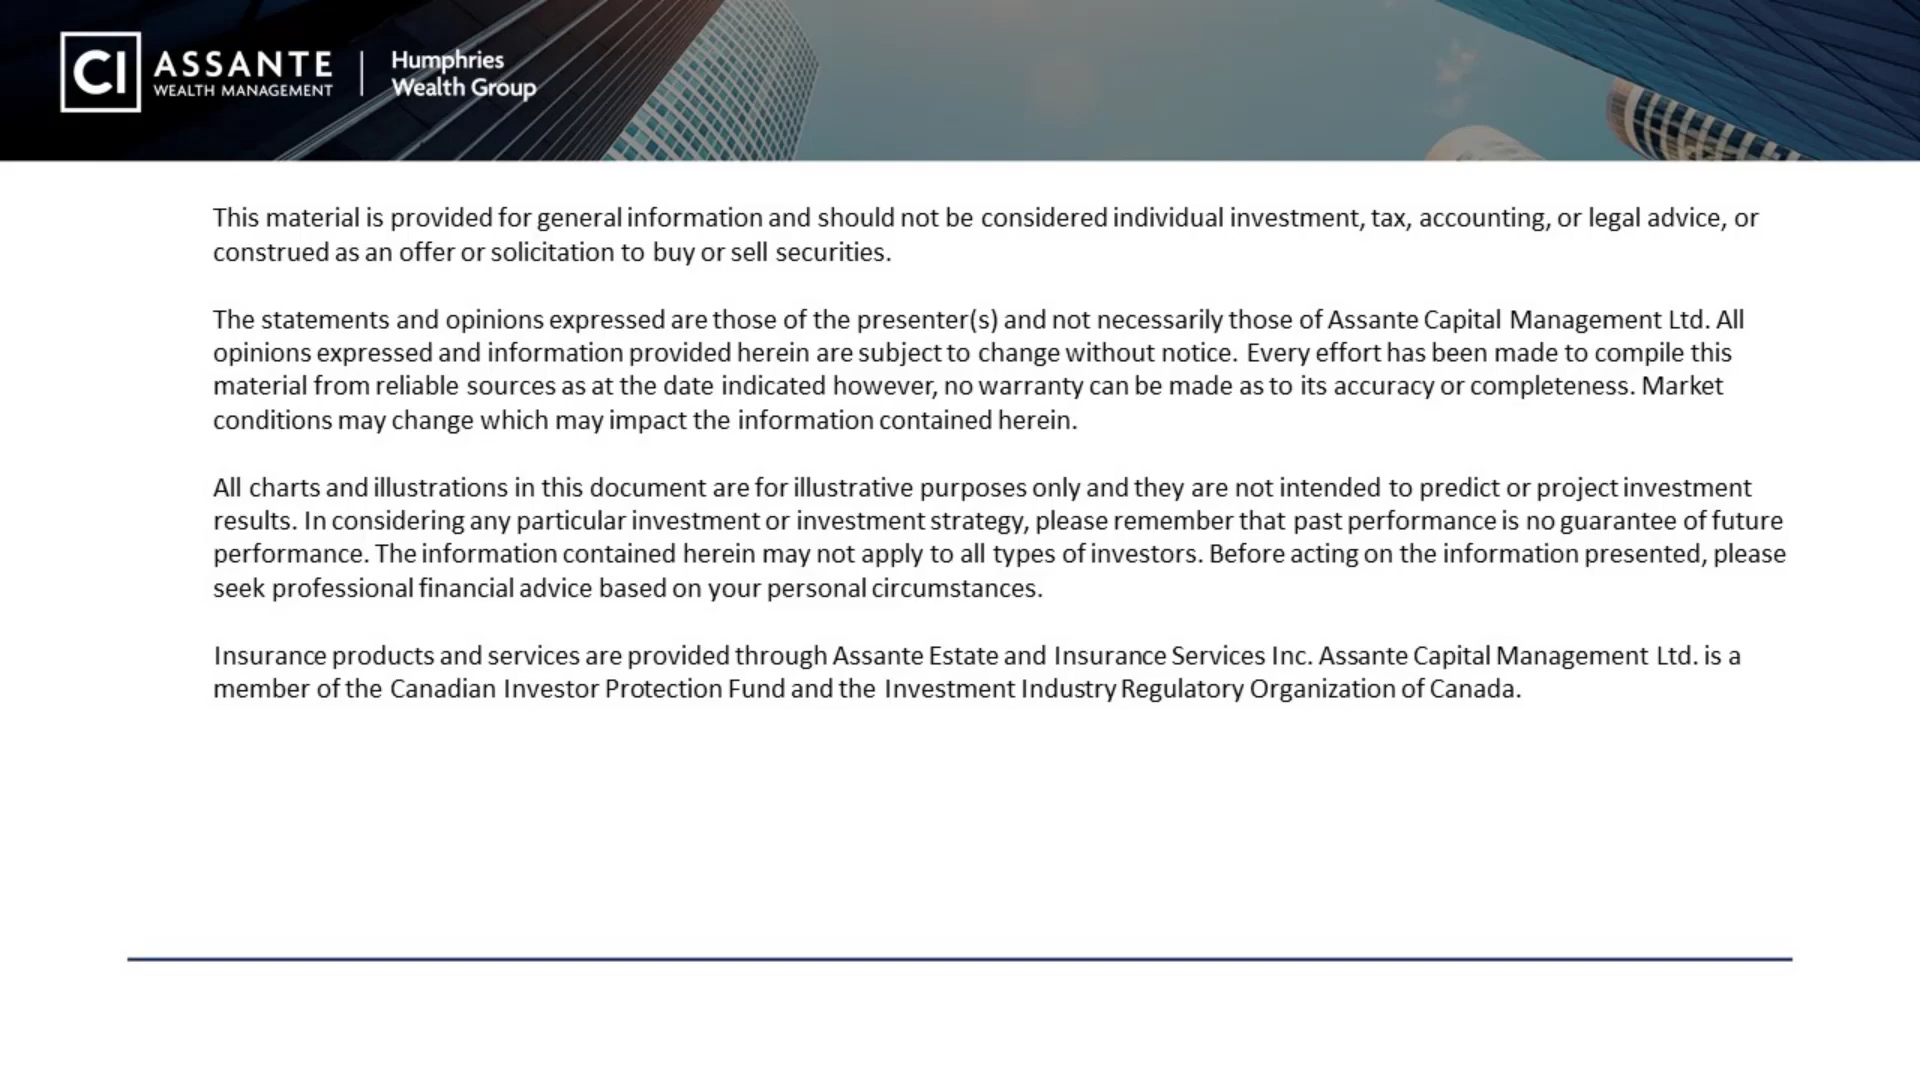 CI ASSANTE
WEALTH MANAGEMENT
Humphries
Wealth Group
This material is provided for general information and should not be considered individual investment, tax, accounting, or legal advice, or
construed as an offer or solicitation to buy or sell securities.
The statements and opinions expressed are those of the presenter(s) and not necessarily those of Assante Capital Management Ltd. All
opinions expressed and information provided herein are subject to change without notice. Every effort has been made to compile this
material from reliable sources as at the date indicated however, no warranty can be made as to its accuracy or completeness. Market
conditions may change which may impact the information contained herein.
All charts and illustrations in this document are for illustrative purposes only and they are not intended to predict or project investment
results. In considering any particular investment or investment strategy, please remember that past performance is no guarantee of future
performance. The information contained herein may not apply to all types of investors. Before acting on the information presented, please
seek professional financial advice based on your personal circumstances.
Insurance products and services are provided through Assante Estate and Insurance Services Inc. Assante Capital Management Ltd. is a
member of the Canadian Investor Protection Fund and the Investment Industry Regulatory Organization of Canada.